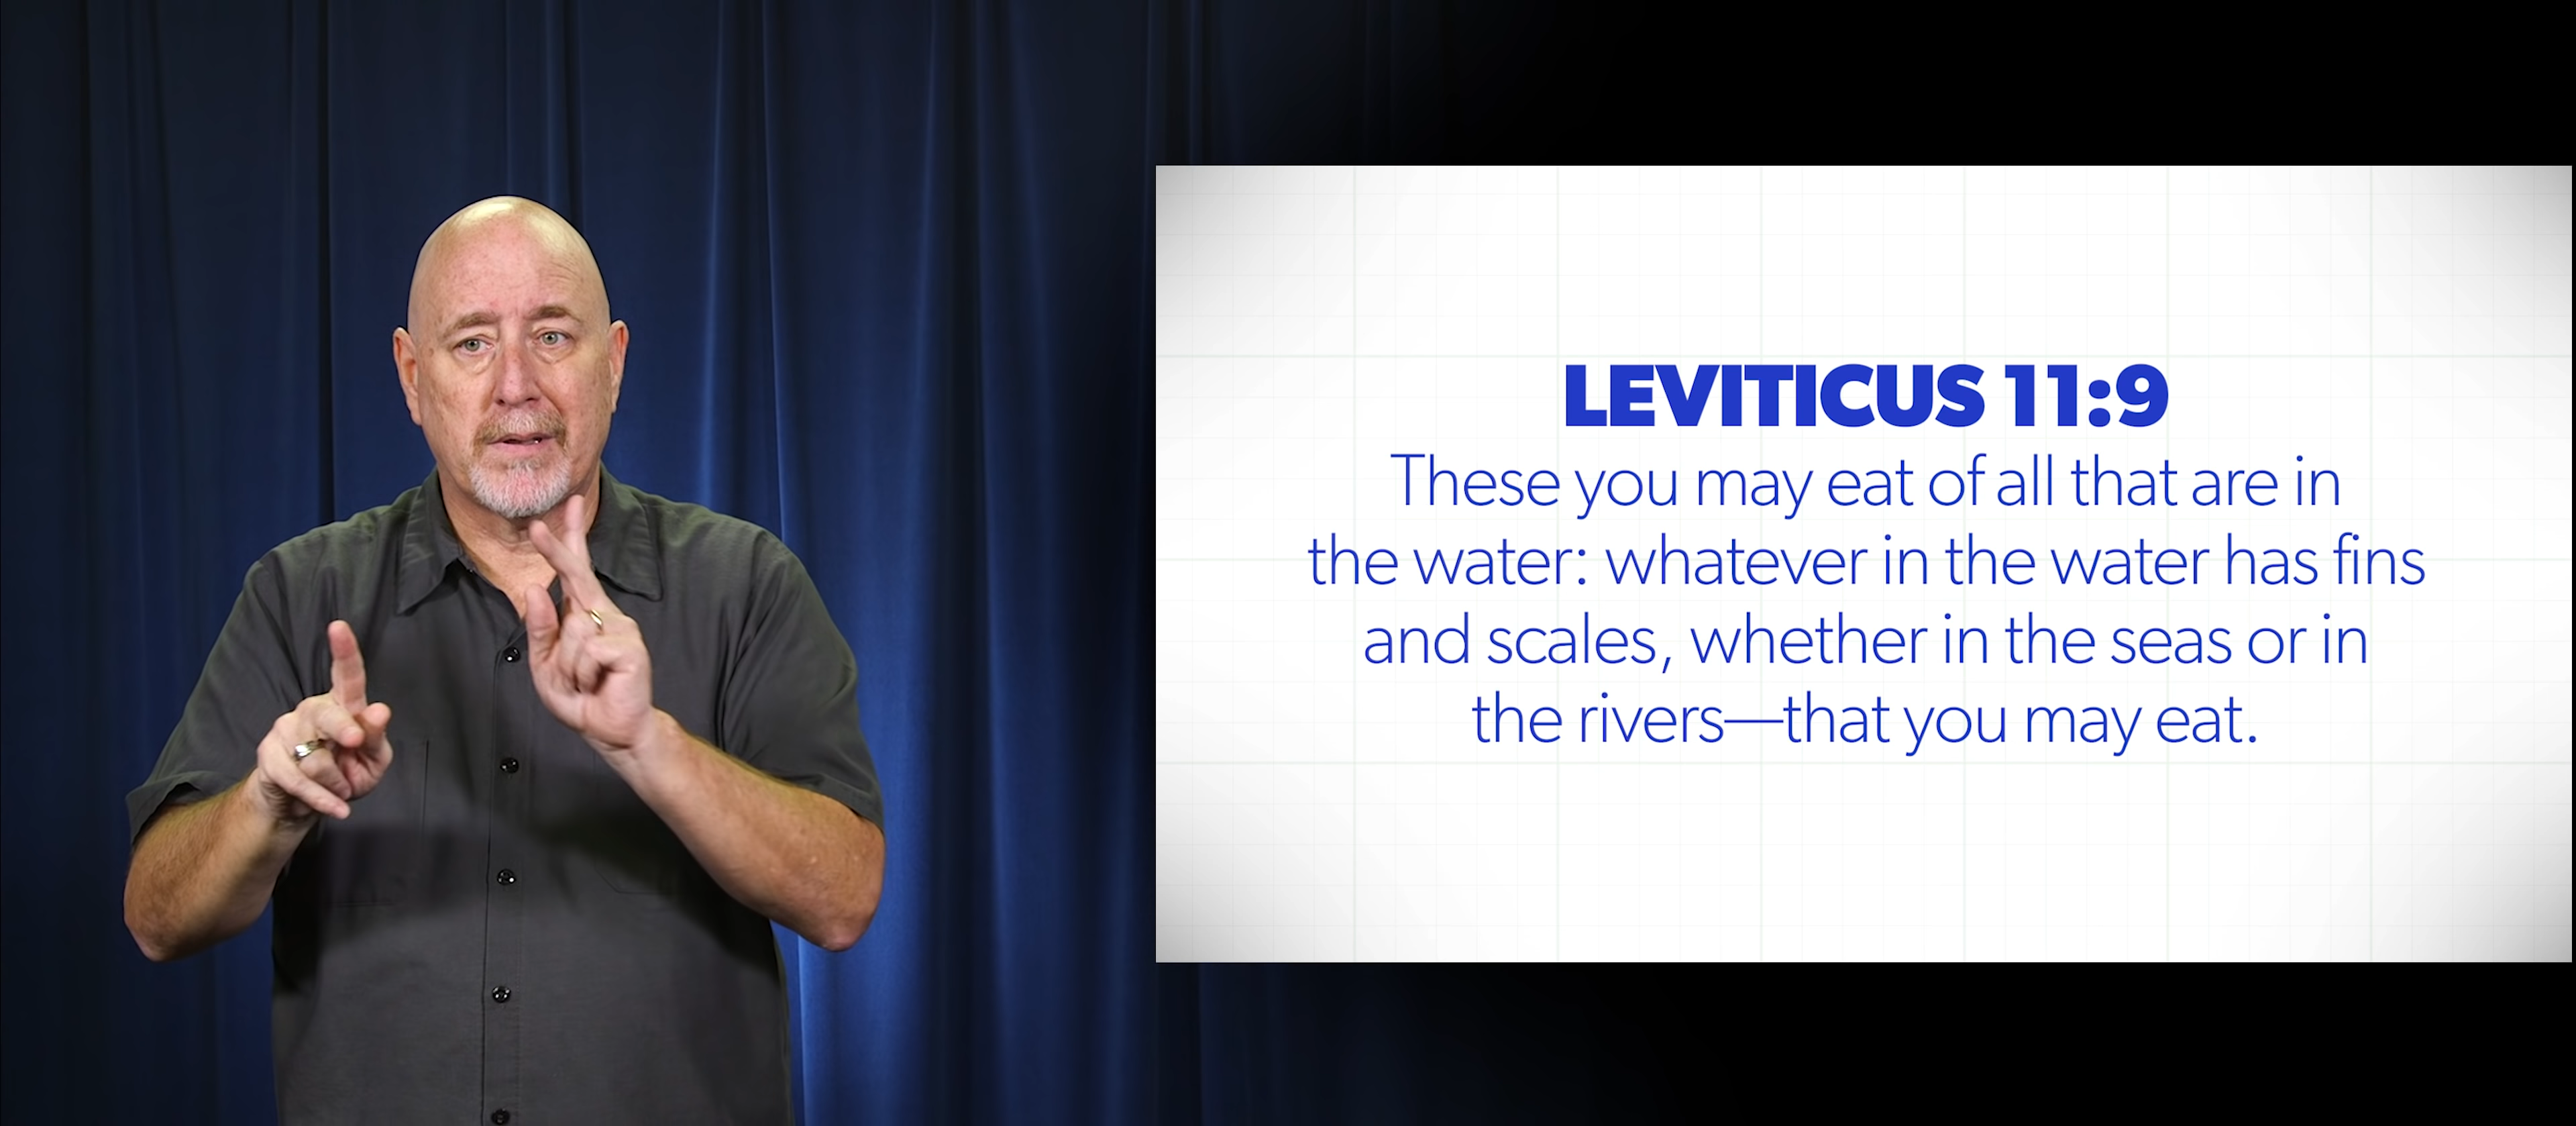 LEVITICUS 11:9
These you may eat of all that are in
the water: whatever in the water has fins
and scales, whether in the seas or in
the rivers—that you may eat.